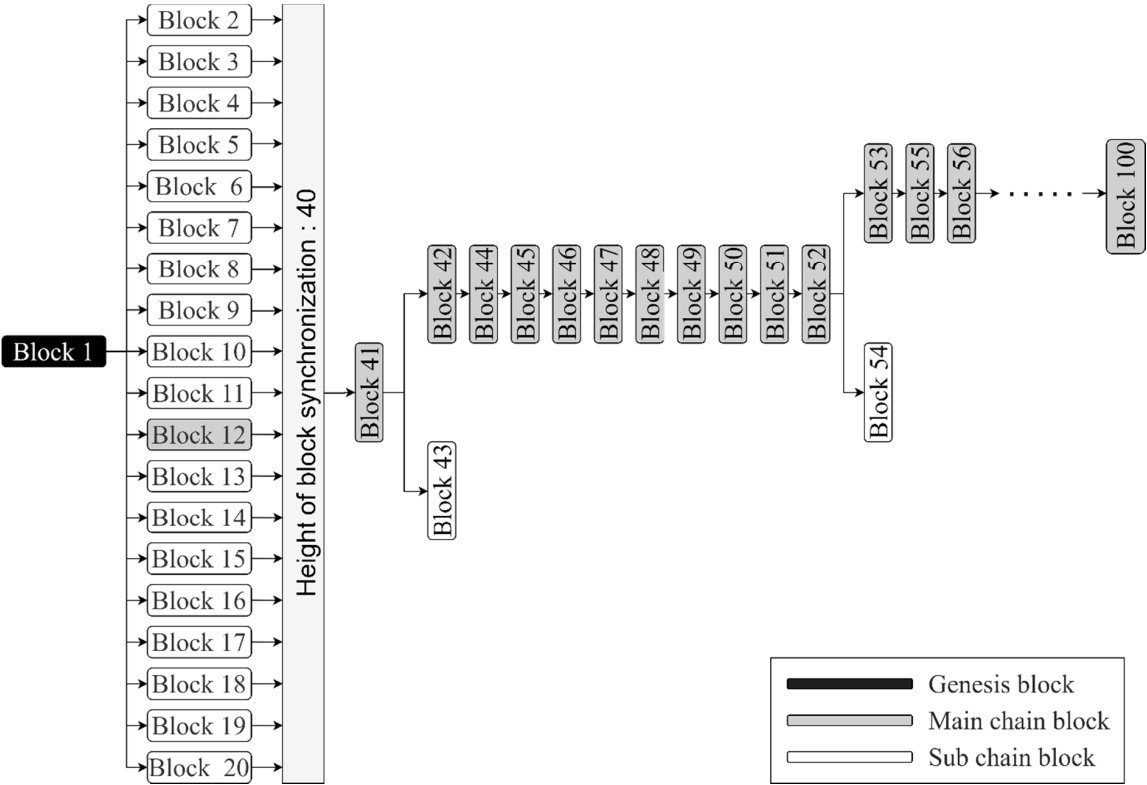 Block 1
Block 2
Block 3
Block 4
Block 5
Block 6
Block 7
Block 8
Block 9
Block 10
Block 11
Block 12
Block 13
Block 14
Block 15
Block 16
Block 17
Block 18
Block 19
Block 20
Height of block synchronization : 40
Block 41
Block 42
Block 43
Block 44
Block 45
Block 46
Block 47
Block 48
Block 49
Block 50
Block 51
Block 52
Block 53
Block 54
Block 55
Block 56
.....
Block 100
Genesis block
Main chain block
Sub chain block